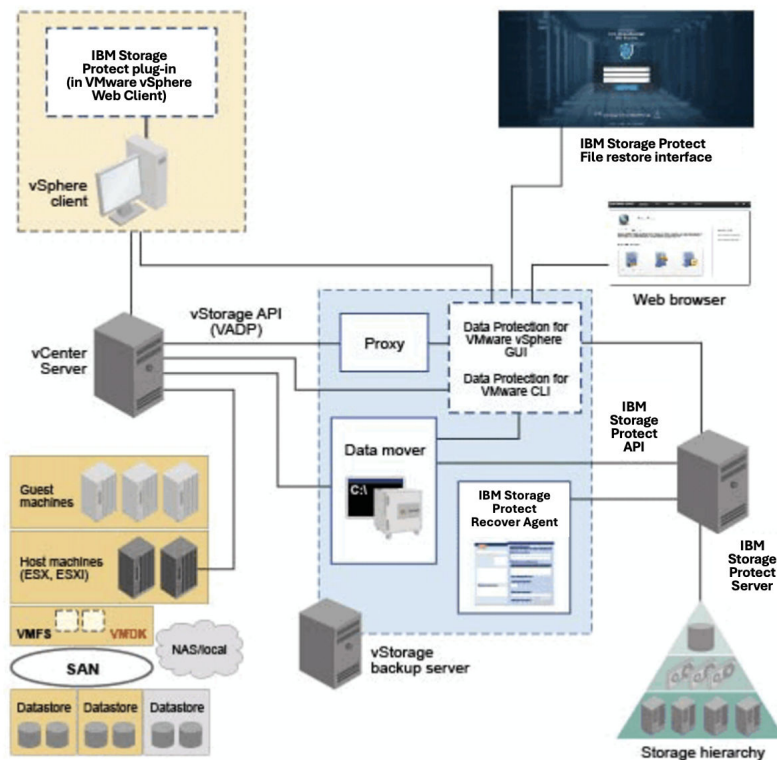 IBM Storage
Protect plug-in
(in VMware vSphere
Web Client)
vSphere
client
IBM Storage Protect
File restore interface
Web browser
vStorage API
(VADP)
vCenter
Server
Proxy
Data Protection for
VMware vSphere
GUI
Data Protection for
VMware CLI
Data mover
C:\
IBM Storage
Protect
Recover Agent
IBM
Storage
Protect
API
IBM
Storage
Protect
Server
Guest
machines
Host machines
(ESX, ESXI)
VMFS
VMDK
NAS/local
SAN
Datastore
Datastore
Datastore
vStorage
backup server
Storage hierarchy